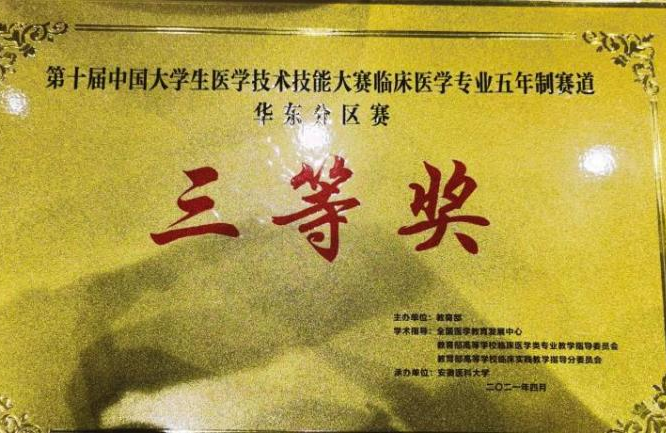 第十届中国大学生医学技术技能大赛临床医学专业五年制赛道
华东分区赛
三等奖
主办单位：教育部
学术指导：全国医学教育发展中心
教育部高等学校临床医学类专业教学指导委员会
教育部高等学校临床实践教学指导分委员会
承办单位：安徽医科大学
二〇二一年四月